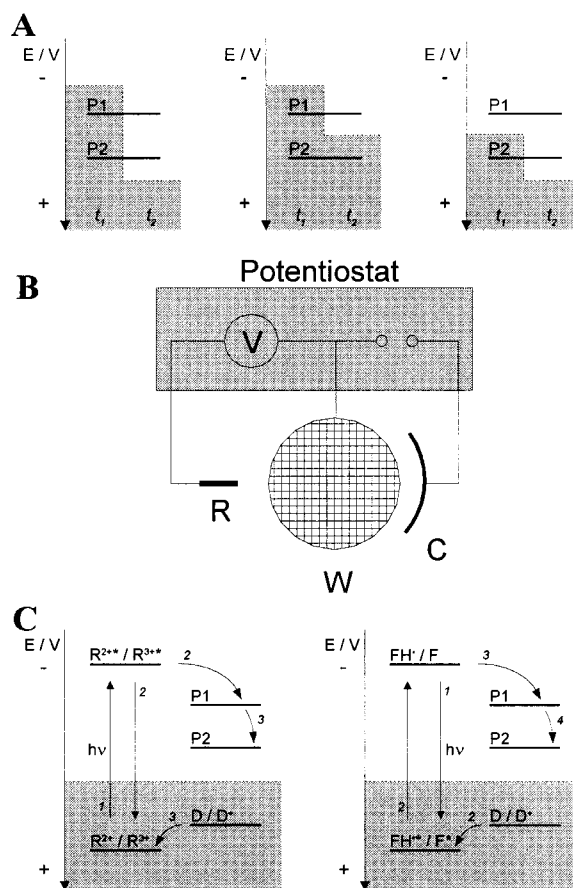 A
E / V E / V E / V
- - -
P1 P1 P1
P2 P2 P2
+ + +
t₁ t₂ t₁ t₂ t₁ t₂
Potentiostat
B
V
R
C
W
C
E / V R²⁺* / R³⁺* 2 E / V FH• / F 3
- -
2 P1 1 P1
3 4
hν P2 hν P2
1 3 D / D⁺ 2 2 D / D⁺
R²⁺ / R³⁺ FH•* / F*
+ +